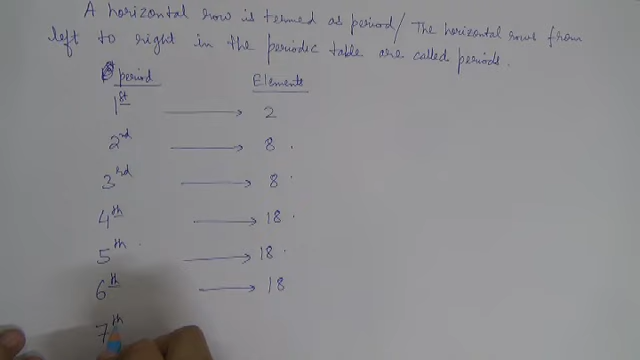 A horizontal row is termed as period/ The horizontal rows from
left to right in the periodic table are called periods.
period Elements
1st → 2
2nd → 8
3rd → 8
4th → 18
5th → 18
6th → 18
7th